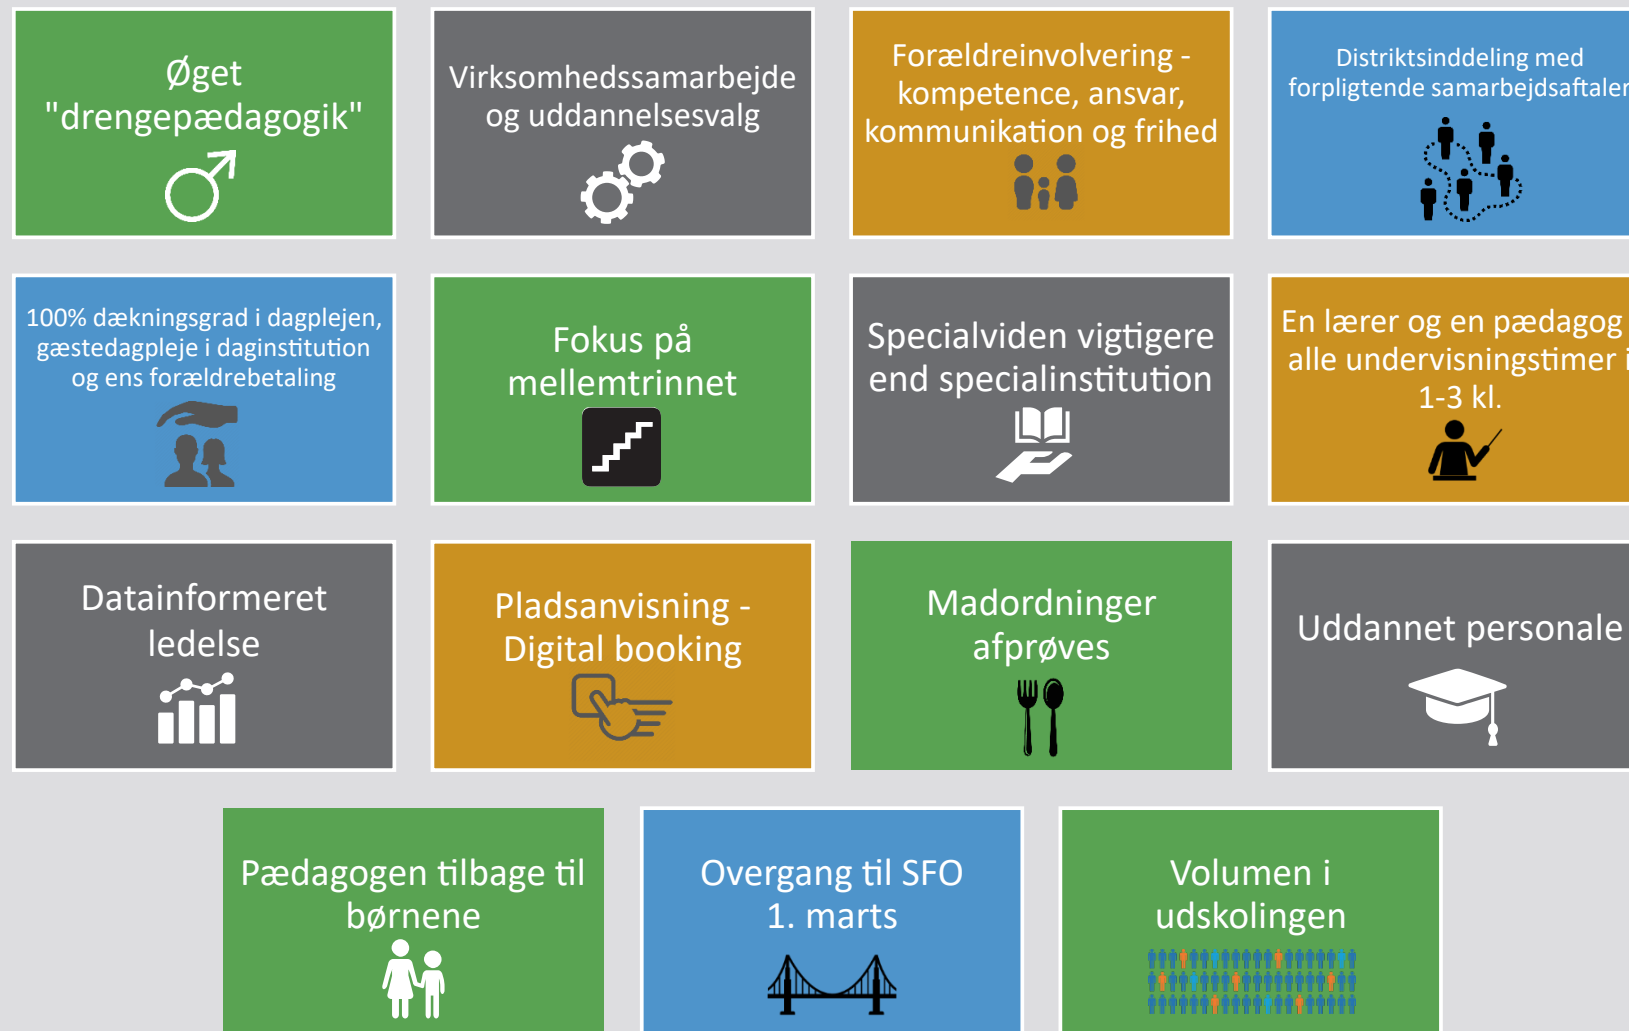 Øget
"drengepædagogik"
Virksomhedssamarbejde
og uddannelsesvalg
Forældreinvolvering -
kompetence, ansvar,
kommunikation og frihed
Distriktsinddeling med
forpligtende samarbejdsaftaler
100% dækningsgrad i dagplejen,
gæstedagpleje i daginstitution
og ens forældrebetaling
Fokus på
mellemtrinnet
Specialviden vigtigere
end specialinstitution
En lærer og en pædagog
alle undervisningstimer i
1-3 kl.
Datainformeret
ledelse
Pladsanvisning -
Digital booking
Madordninger
afprøves
Uddannet personale
Pædagogen tilbage til
børnene
Overgang til SFO
1. marts
Volumen i
udskolingen